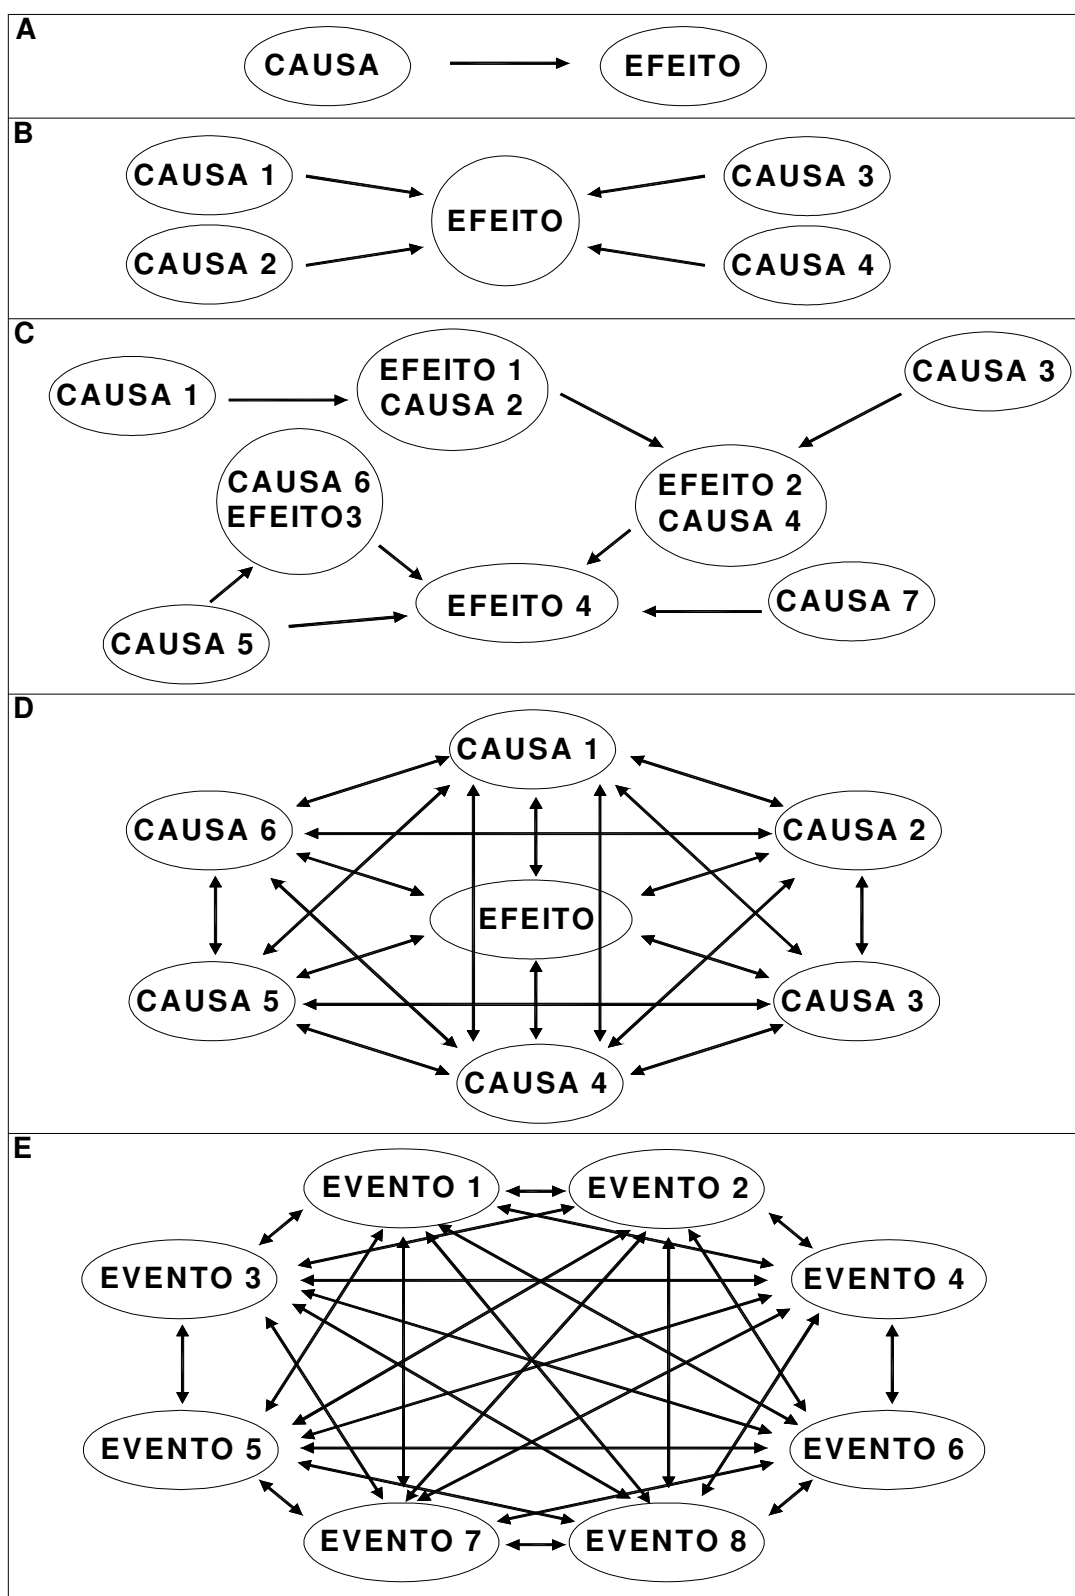 A
CAUSA
EFEITO
B
CAUSA 1
CAUSA 3
EFEITO
CAUSA 2
CAUSA 4
C
CAUSA 1
EFEITO 1
CAUSA 2
CAUSA 3
CAUSA 6
EFEITO3
EFEITO 2
CAUSA 4
CAUSA 5
EFEITO 4
CAUSA 7
D
CAUSA 1
CAUSA 6
CAUSA 2
EFEITO
CAUSA 5
CAUSA 3
CAUSA 4
E
EVENTO 1
EVENTO 2
EVENTO 3
EVENTO 4
EVENTO 5
EVENTO 6
EVENTO 7
EVENTO 8